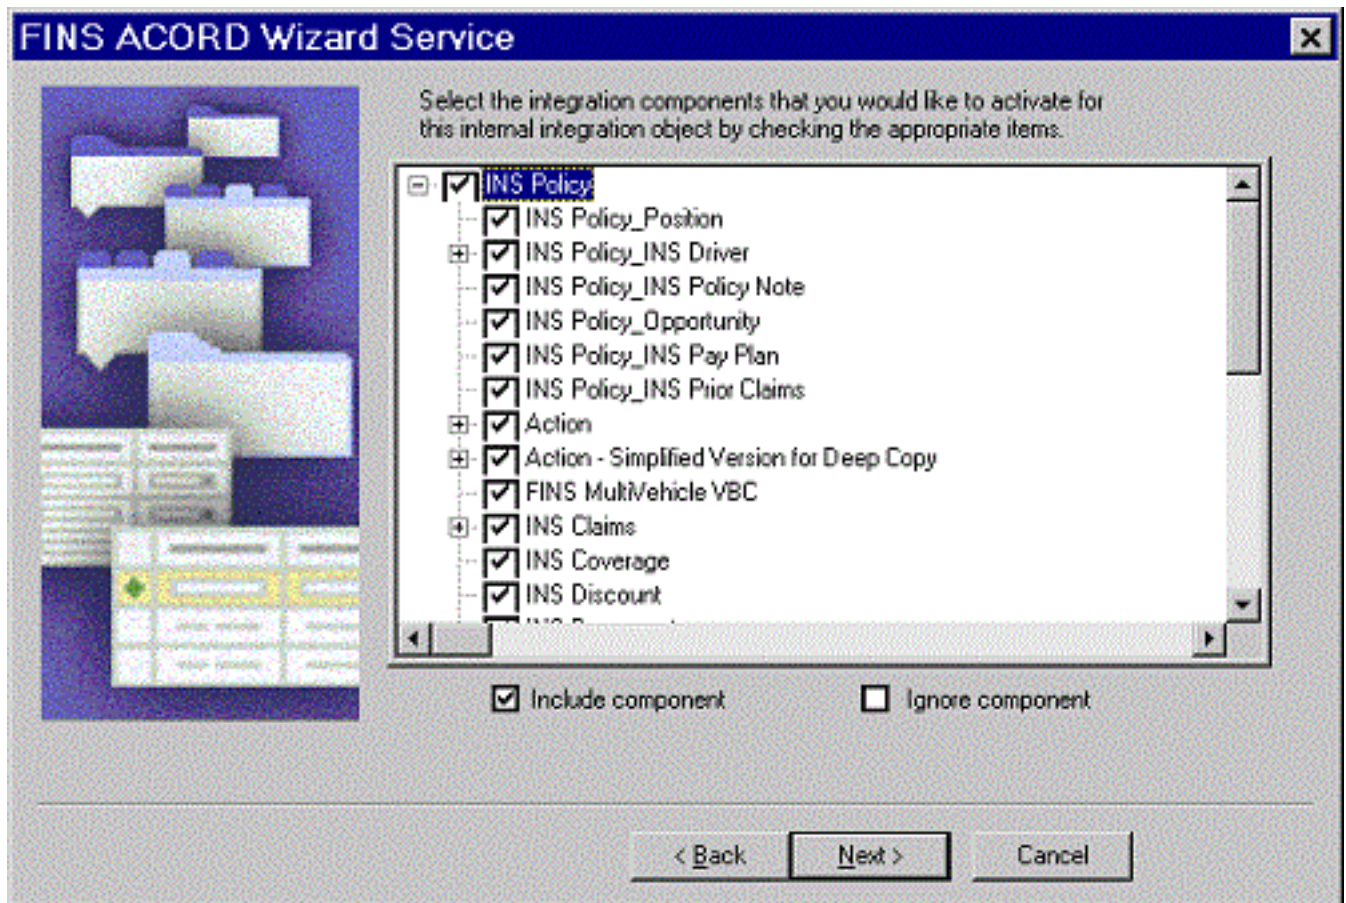 FINS ACORD Wizard Service
Select the integration components that you would like to activate for
this internal integration object by checking the appropriate items.
INS Policy
INS Policy_Position
INS Policy_INS Driver
INS Policy_INS Policy Note
INS Policy_Opportunity
INS Policy_INS Pay Plan
INS Policy_INS Prior Claims
Action
Action - Simplified Version for Deep Copy
FINS MultiVehicle VBC
INS Claims
INS Coverage
INS Discount
Include component Ignore component
< Back Next > Cancel